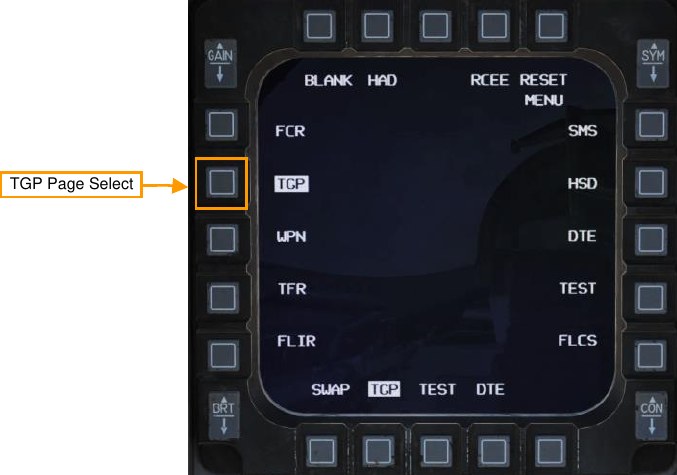 GAIN
SYM
BLANK HAD RCEE RESET
MENU
FCR SMS
TGP Page Select
TGP HSD
WPN DTE
TFR TEST
FLIR FLCS
SWAP TGP TEST DTE
BRT
CON